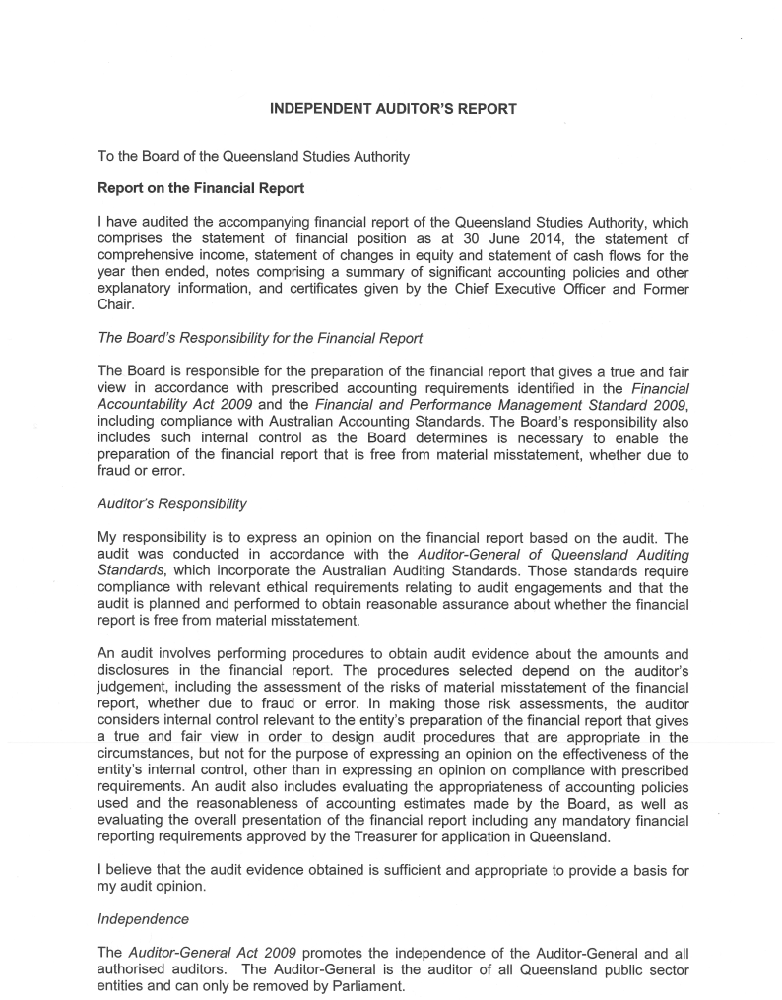 INDEPENDENT AUDITOR'S REPORT
To the Board of the Queensland Studies Authority
Report on the Financial Report
I have audited the accompanying financial report of the Queensland Studies Authority, which
comprises the statement of financial position as at 30 June 2014, the statement of
comprehensive income, statement of changes in equity and statement of cash flows for the
year then ended, notes comprising a summary of significant accounting policies and other
explanatory information, and certificates given by the Chief Executive Officer and Former
Chair.
The Board's Responsibility for the Financial Report
The Board is responsible for the preparation of the financial report that gives a true and fair
view in accordance with prescribed accounting requirements identified in the Financial
Accountability Act 2009 and the Financial and Performance Management Standard 2009,
including compliance with Australian Accounting Standards. The Board's responsibility also
includes such internal control as the Board determines is necessary to enable the
preparation of the financial report that is free from material misstatement, whether due to
fraud or error.
Auditor's Responsibility
My responsibility is to express an opinion on the financial report based on the audit. The
audit was conducted in accordance with the Auditor-General of Queensland Auditing
Standards, which incorporate the Australian Auditing Standards. Those standards require
compliance with relevant ethical requirements relating to audit engagements and that the
audit is planned and performed to obtain reasonable assurance about whether the financial
report is free from material misstatement.
An audit involves performing procedures to obtain audit evidence about the amounts and
disclosures in the financial report. The procedures selected depend on the auditor's
judgement, including the assessment of the risks of material misstatement of the financial
report, whether due to fraud or error. In making those risk assessments, the auditor
considers internal control relevant to the entity's preparation of the financial report that gives
a true and fair view in order to design audit procedures that are appropriate in the
circumstances, but not for the purpose of expressing an opinion on the effectiveness of the
entity's internal control, other than in expressing an opinion on compliance with prescribed
requirements. An audit also includes evaluating the appropriateness of accounting policies
used and the reasonableness of accounting estimates made by the Board, as well as
evaluating the overall presentation of the financial report including any mandatory financial
reporting requirements approved by the Treasurer for application in Queensland.
I believe that the audit evidence obtained is sufficient and appropriate to provide a basis for
my audit opinion.
Independence
The Auditor-General Act 2009 promotes the independence of the Auditor-General and all
authorised auditors. The Auditor-General is the auditor of all Queensland public sector
entities and can only be removed by Parliament.